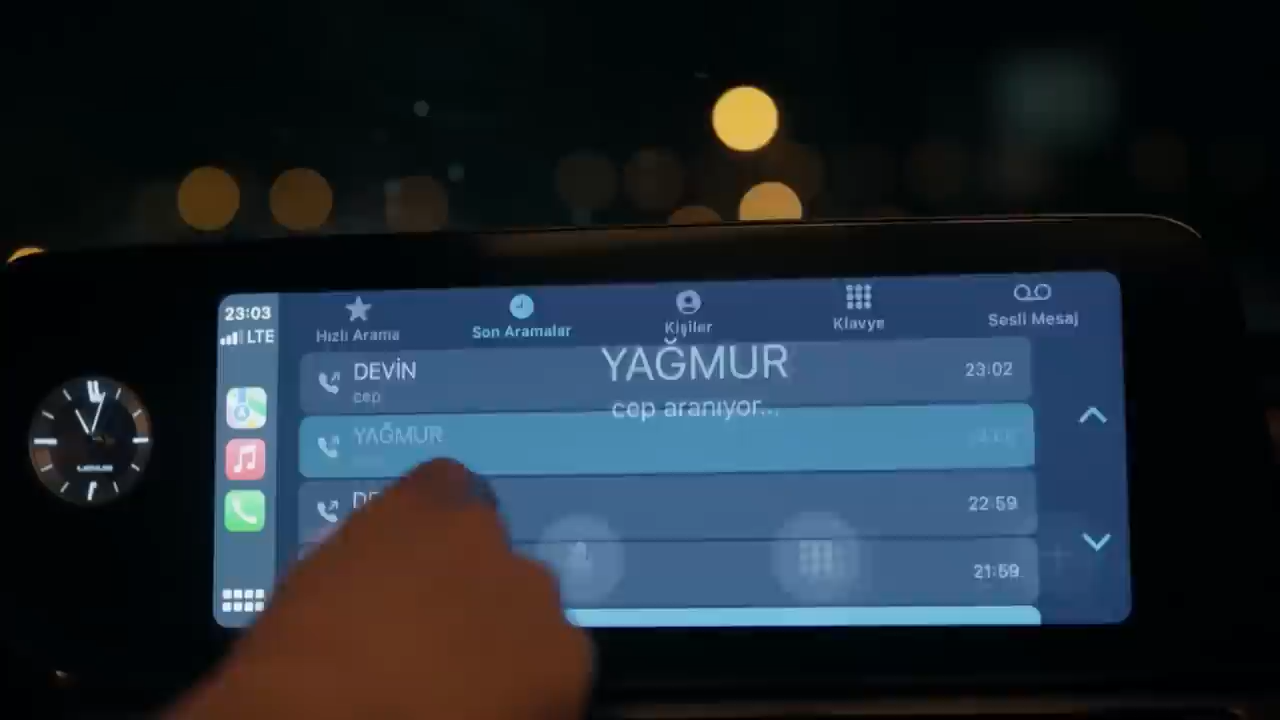 23:03
LTE
Hızlı Arama
Son Aramalar
Kişiler
Klavye
Sesli Mesaj
DEVİN
cep
23:02
YAĞMUR
cep aranıyor...
YAĞMUR
22:59
21:59
LEXUS